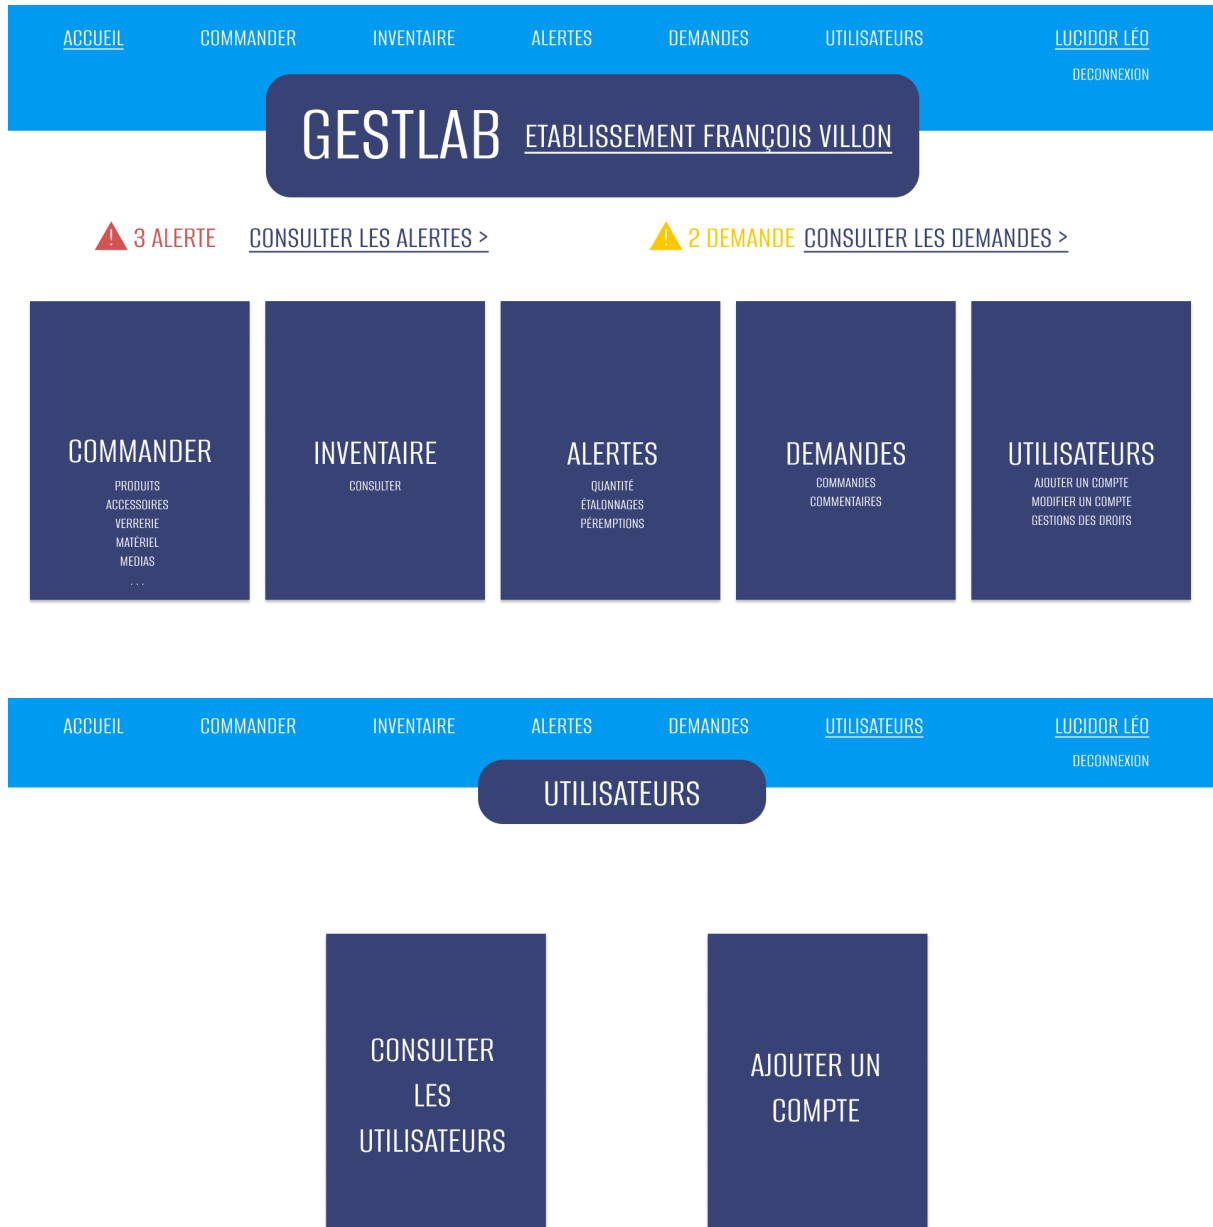 ACCUEIL COMMANDER INVENTAIRE ALERTES DEMANDES UTILISATEURS LUCIDOR LÉO
DECONNEXION
GESTLAB ETABLISSEMENT FRANÇOIS VILLON
3 ALERTE CONSULTER LES ALERTES > 2 DEMANDE CONSULTER LES DEMANDES >
COMMANDER
PRODUITS
ACCESSOIRES
VERRERIE
MATÉRIEL
MEDIAS
...
INVENTAIRE
CONSULTER
ALERTES
QUANTITÉ
ÉTALONNAGES
PÉREMPTIONS
DEMANDES
COMMANDES
COMMENTAIRES
UTILISATEURS
AJOUTER UN COMPTE
MODIFIER UN COMPTE
GESTIONS DES DROITS
ACCUEIL COMMANDER INVENTAIRE ALERTES DEMANDES UTILISATEURS LUCIDOR LÉO
DECONNEXION
UTILISATEURS
CONSULTER
LES
UTILISATEURS
AJOUTER UN
COMPTE